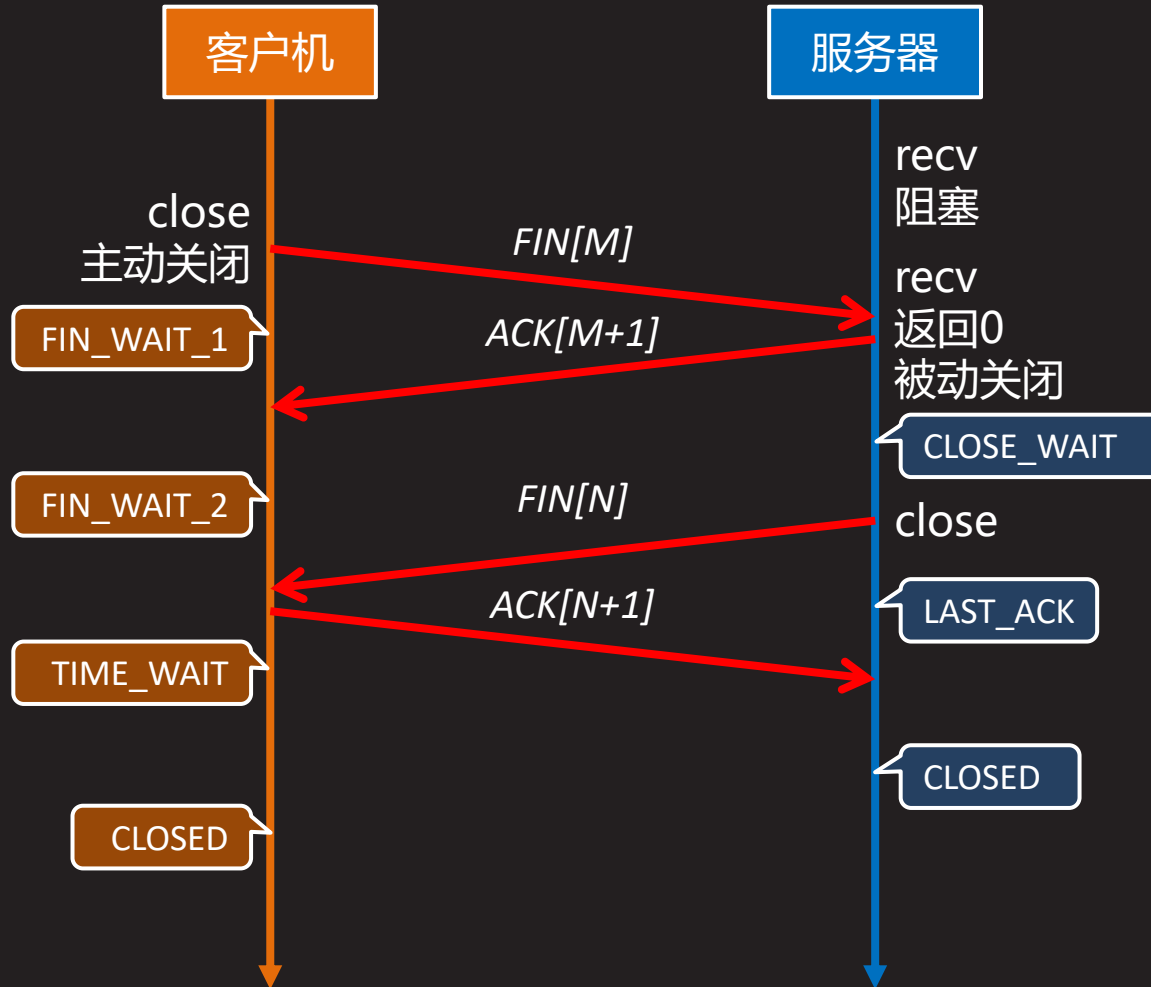 客户机
服务器
recv
阻塞
close
主动关闭
FIN[M]
recv
返回0
被动关闭
FIN_WAIT_1
ACK[M+1]
CLOSE_WAIT
FIN_WAIT_2
FIN[N]
close
ACK[N+1]
LAST_ACK
TIME_WAIT
CLOSED
CLOSED